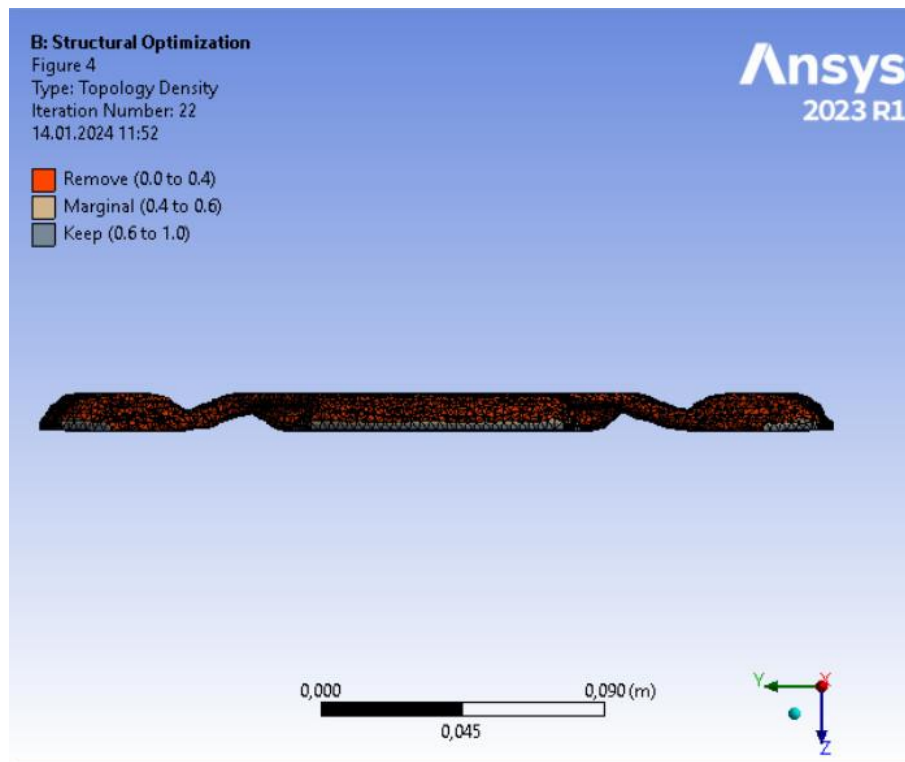 B: Structural Optimization
Figure 4
Type: Topology Density
Iteration Number: 22
14.01.2024 11:52
Remove (0.0 to 0.4)
Marginal (0.4 to 0.6)
Keep (0.6 to 1.0)
Ansys
2023 R1
0,000
0,090 (m)
0,045
Y
X
Z